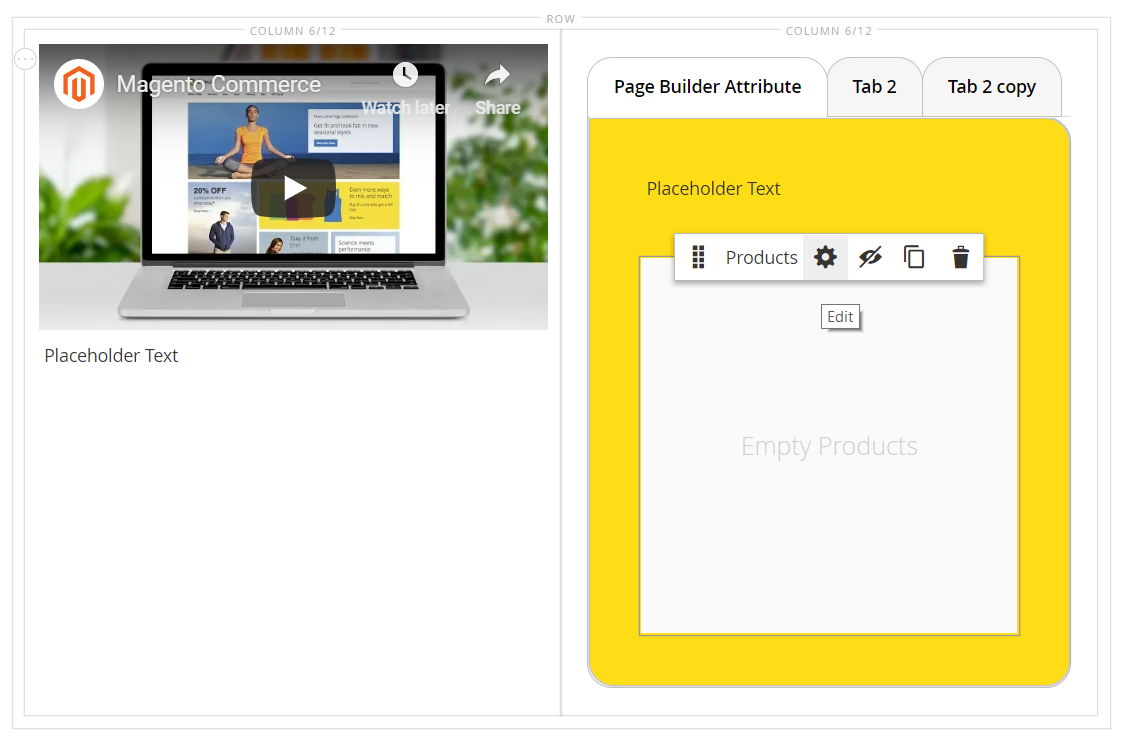 ROW
COLUMN 6/12
COLUMN 6/12
Magento Commerce
Watch later
Share
Get fit and look fab in new
seasonal styles
20% OFF
Even more ways
to mix and match
Take it from
Erin
Science meets
performance
Placeholder Text
Page Builder Attribute
Tab 2
Tab 2 copy
Placeholder Text
Products
Edit
Empty Products